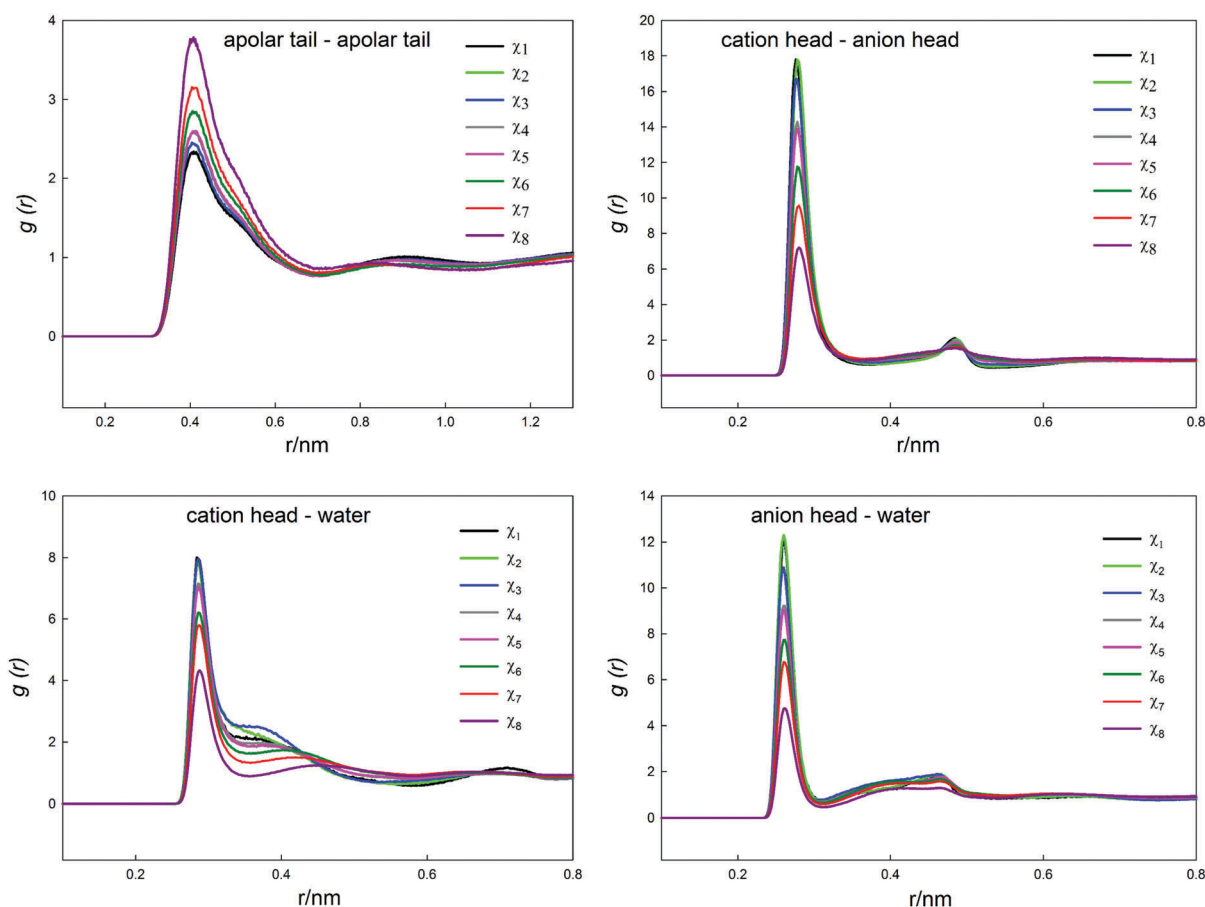 apolar tail - apolar tail
χ1
χ2
χ3
χ4
χ5
χ6
χ7
χ8
4
3
2
1
0
g (r)
0.2
0.4
0.6
0.8
1.0
1.2
r/nm
cation head - anion head
χ1
χ2
χ3
χ4
χ5
χ6
χ7
χ8
20
18
16
14
12
10
8
6
4
2
0
g (r)
0.2
0.4
0.6
0.8
r/nm
cation head - water
χ1
χ2
χ3
χ4
χ5
χ6
χ7
χ8
10
8
6
4
2
0
g (r)
0.2
0.4
0.6
0.8
r/nm
anion head - water
χ1
χ2
χ3
χ4
χ5
χ6
χ7
χ8
14
12
10
8
6
4
2
0
g (r)
0.2
0.4
0.6
0.8
r/nm